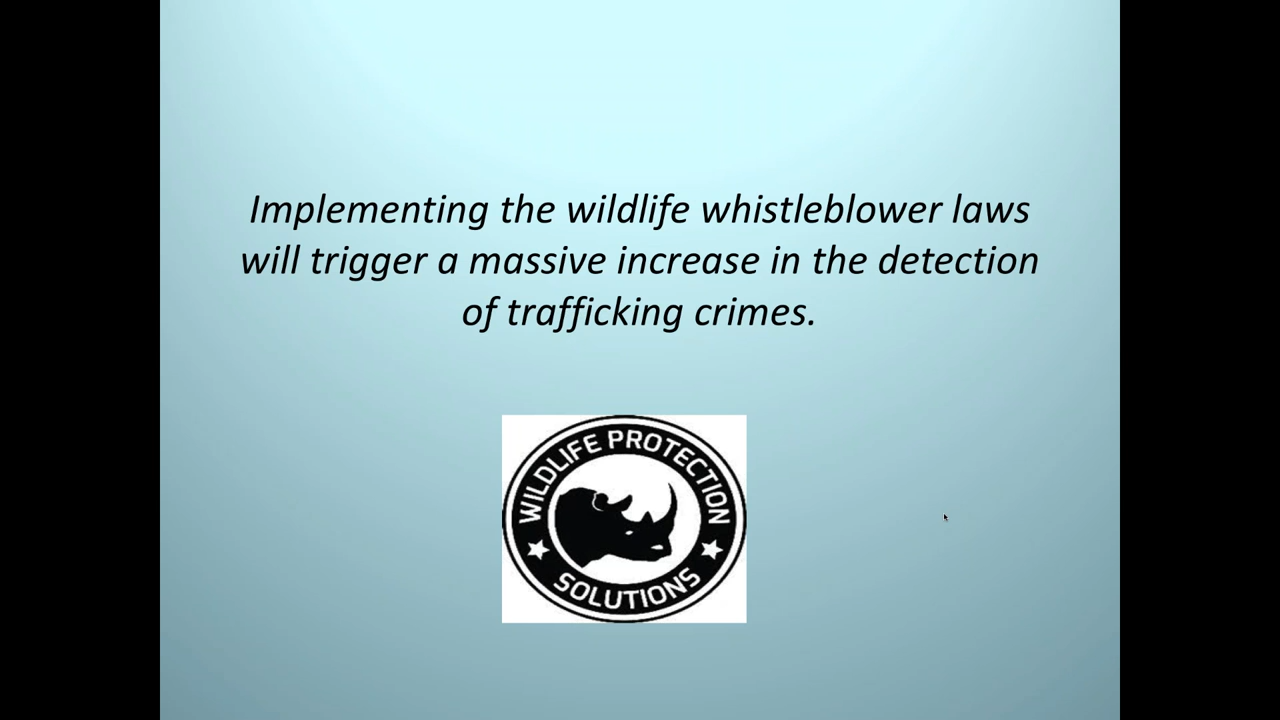 Implementing the wildlife whistleblower laws
will trigger a massive increase in the detection
of trafficking crimes.
WILDLIFE PROTECTION
SOLUTIONS